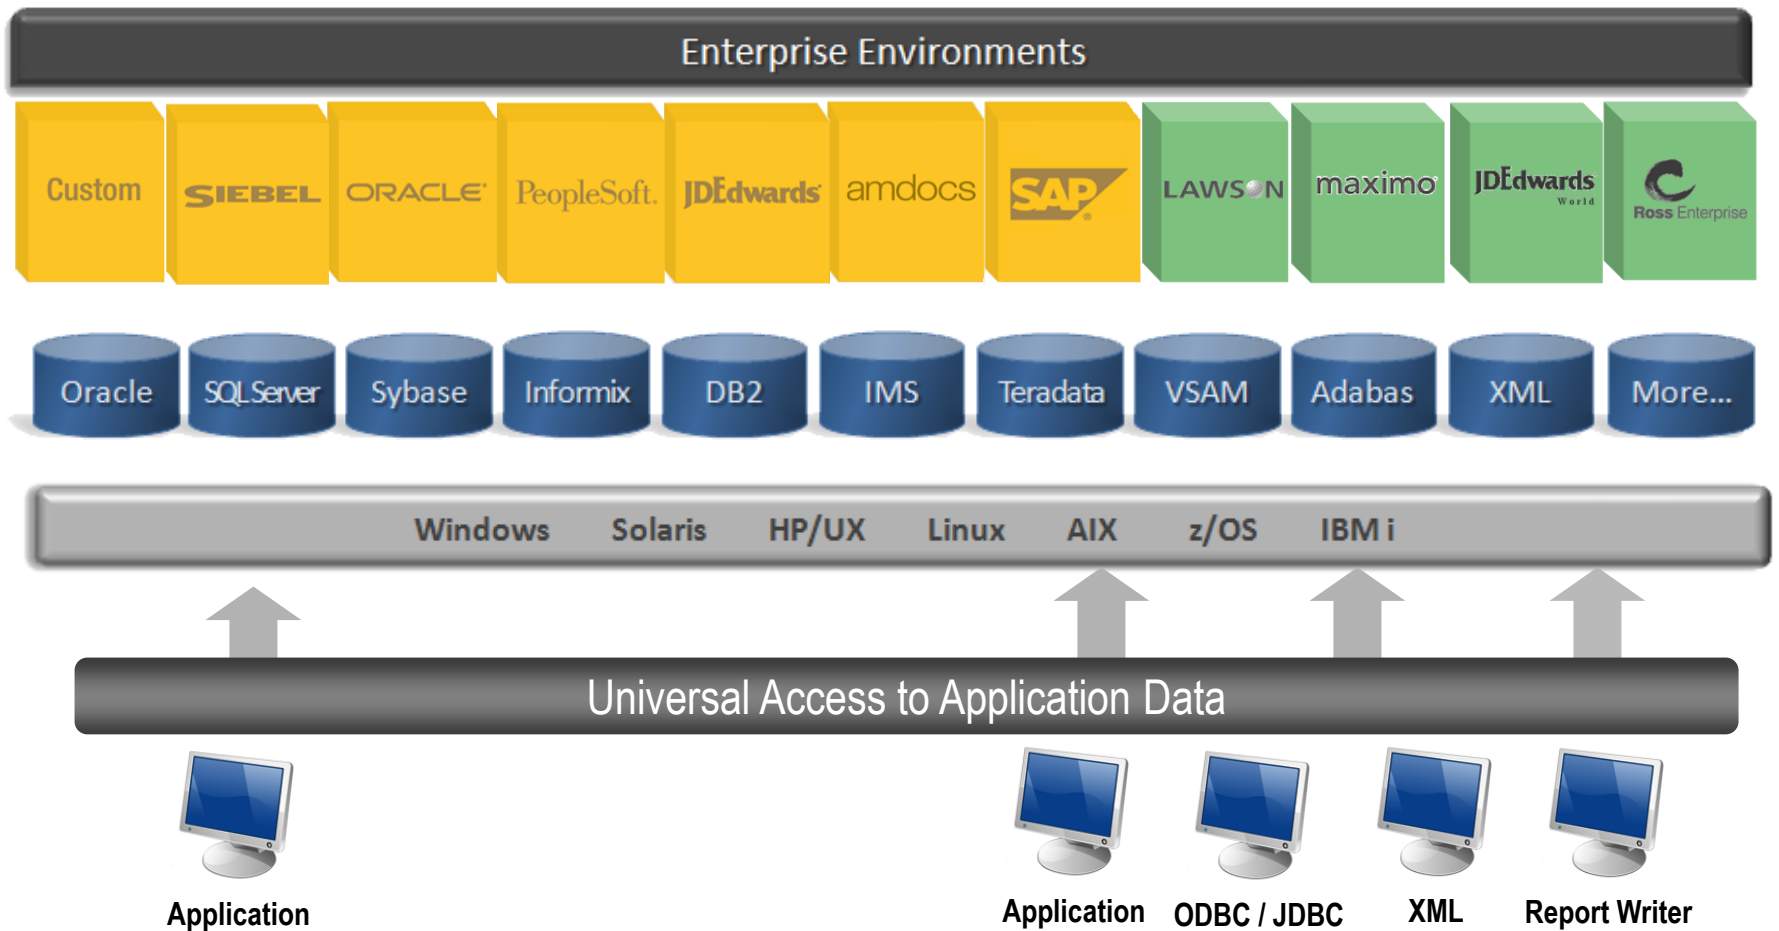 Enterprise Environments
Custom
SIEBEL
ORACLE
PeopleSoft.
JDEdwards
amdocs
SAP
LAWSON
maximo
JDEdwards
World
Ross Enterprise
Oracle
SQLServer
Sybase
Informix
DB2
IMS
Teradata
VSAM
Adabas
XML
More...
Windows Solaris HP/UX Linux AIX z/OS IBM i
Universal Access to Application Data
Application
Application
ODBC / JDBC
XML
Report Writer